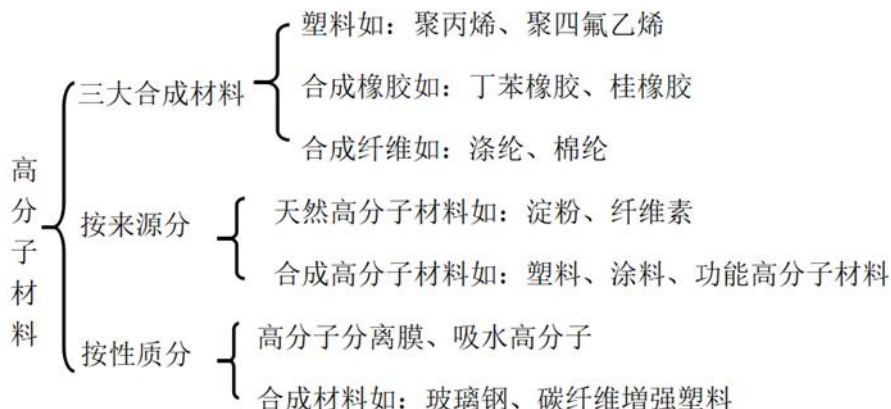 高分子材料
三大合成材料
塑料如：聚丙烯、聚四氟乙烯
合成橡胶如：丁苯橡胶、桂橡胶
合成纤维如：涤纶、棉纶
按来源分
天然高分子材料如：淀粉、纤维素
合成高分子材料如：塑料、涂料、功能高分子材料
按性质分
高分子分离膜、吸水高分子
合成材料如：玻璃钢、碳纤维增强塑料